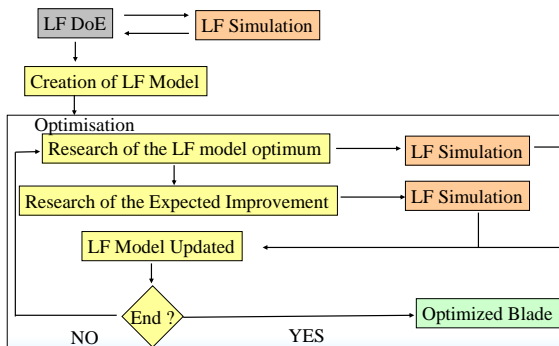 LF DoE
LF Simulation
Creation of LF Model
Optimisation
Research of the LF model optimum
LF Simulation
Research of the Expected Improvement
LF Simulation
LF Model Updated
End ?
Optimized Blade
NO
YES